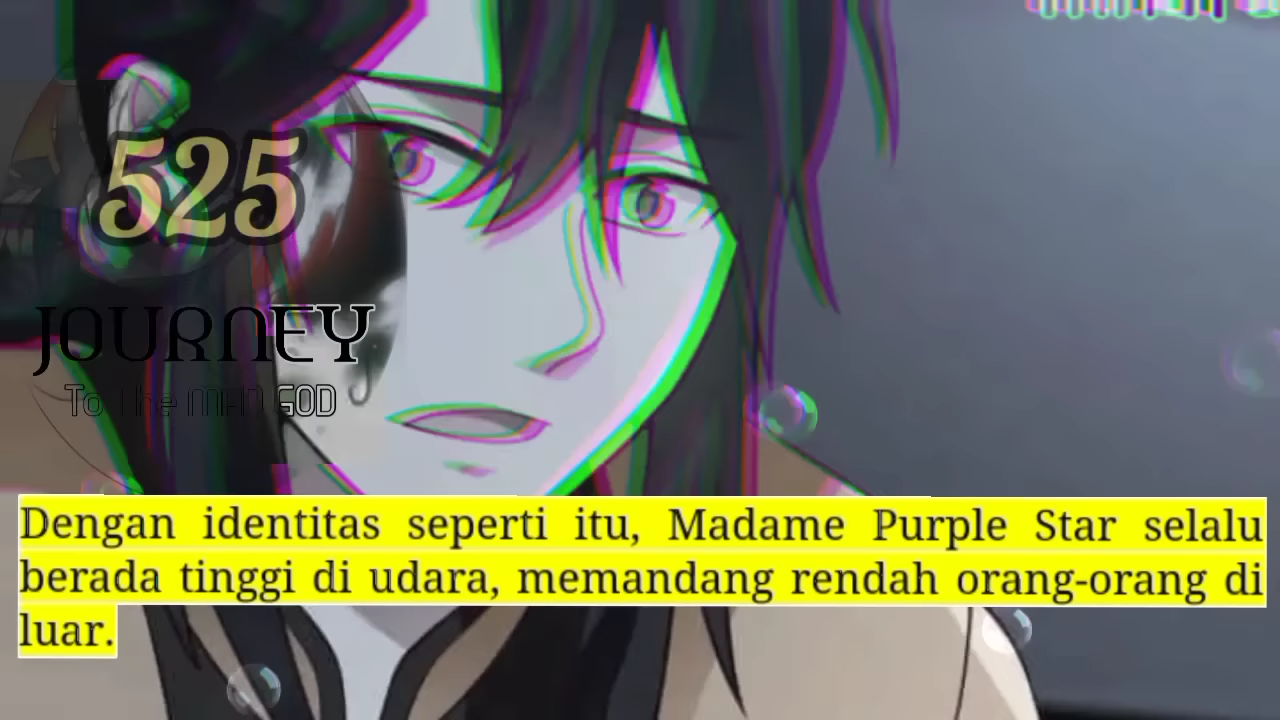 525
JOURNEY
To The MAN GOD
Dengan identitas seperti itu, Madame Purple Star selalu
berada tinggi di udara, memandang rendah orang-orang di
luar.